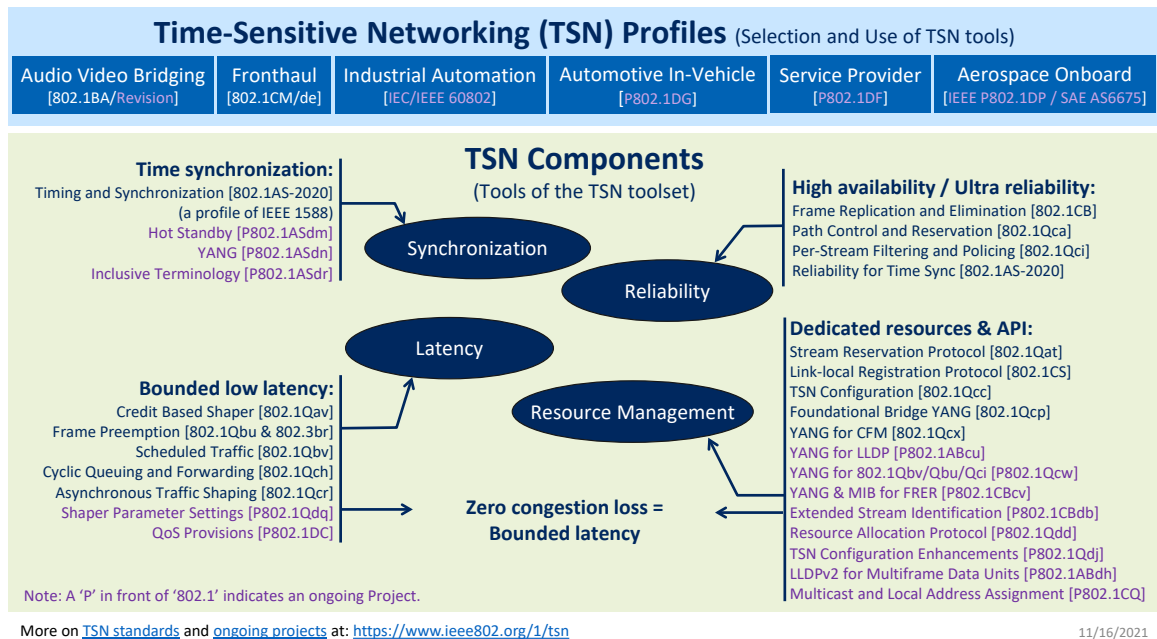 Time-Sensitive Networking (TSN) Profiles (Selection and Use of TSN tools)
Audio Video Bridging
[802.1BA/Revision]
Fronthaul
[802.1CM/de]
Industrial Automation
[IEC/IEEE 60802]
Automotive In-Vehicle
[P802.1DG]
Service Provider
[P802.1DF]
Aerospace Onboard
[IEEE P802.1DP / SAE AS6675]
TSN Components
(Tools of the TSN toolset)
Time synchronization:
Timing and Synchronization [802.1AS-2020]
(a profile of IEEE 1588)
Hot Standby [P802.1ASdm]
YANG [P802.1ASdn]
Inclusive Terminology [P802.1ASdr]
Synchronization
High availability / Ultra reliability:
Frame Replication and Elimination [802.1CB]
Path Control and Reservation [802.1Qca]
Per-Stream Filtering and Policing [802.1Qci]
Reliability for Time Sync [802.1AS-2020]
Reliability
Latency
Bounded low latency:
Credit Based Shaper [802.1Qav]
Frame Preemption [802.1Qbu & 802.3br]
Scheduled Traffic [802.1Qbv]
Cyclic Queuing and Forwarding [802.1Qch]
Asynchronous Traffic Shaping [802.1Qcr]
Shaper Parameter Settings [P802.1Qdq]
QoS Provisions [P802.1DC]
Resource Management
Dedicated resources & API:
Stream Reservation Protocol [802.1Qat]
Link-local Registration Protocol [802.1CS]
TSN Configuration [802.1Qcc]
Foundational Bridge YANG [802.1Qcp]
YANG for CFM [802.1Qcx]
YANG for LLDP [P802.1ABcu]
YANG for 802.1Qbv/Qbu/Qci [P802.1Qcw]
YANG & MIB for FRER [P802.1CBcv]
Extended Stream Identification [P802.1CBdb]
Resource Allocation Protocol [P802.1Qdd]
TSN Configuration Enhancements [P802.1Qdj]
LLDPv2 for Multiframe Data Units [P802.1ABdh]
Multicast and Local Address Assignment [P802.1CQ]
Zero congestion loss =
Bounded latency
Note: A 'P' in front of '802.1' indicates an ongoing Project.
More on TSN standards and ongoing projects at: https://www.ieee802.org/1/tsn
11/16/2021